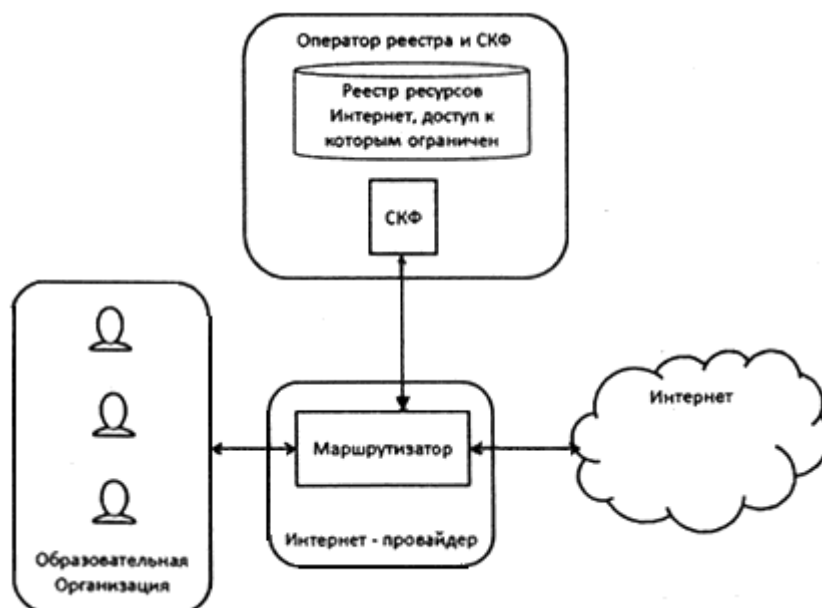 Оператор реестра и СКФ
Реестр ресурсов
Интернет, доступ к
которым ограничен
СКФ
Интернет
Маршрутизатор
Интернет - провайдер
Образовательная
Организация